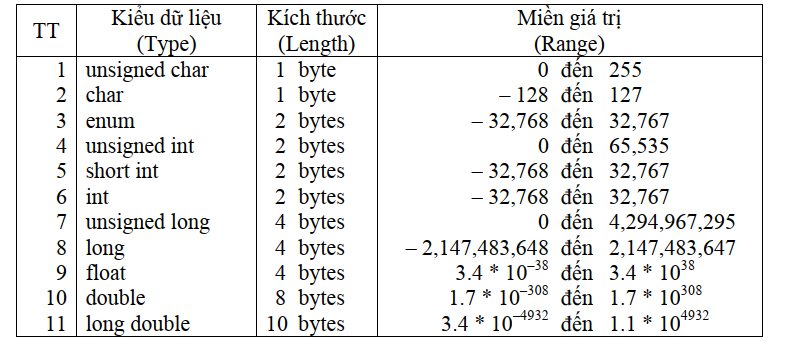 TT Kiểu dữ liệu (Type) Kích thước (Length) Miền giá trị (Range)
1 unsigned char 1 byte 0 đến 255
2 char 1 byte – 128 đến 127
3 enum 2 bytes – 32,768 đến 32,767
4 unsigned int 2 bytes 0 đến 65,535
5 short int 2 bytes – 32,768 đến 32,767
6 int 2 bytes – 32,768 đến 32,767
7 unsigned long 4 bytes 0 đến 4,294,967,295
8 long 4 bytes – 2,147,483,648 đến 2,147,483,647
9 float 4 bytes 3.4 * 10⁻³⁸ đến 3.4 * 10³⁸
10 double 8 bytes 1.7 * 10⁻³⁰⁸ đến 1.7 * 10³⁰⁸
11 long double 10 bytes 3.4 * 10⁻⁴⁹³² đến 1.1 * 10⁴⁹³²